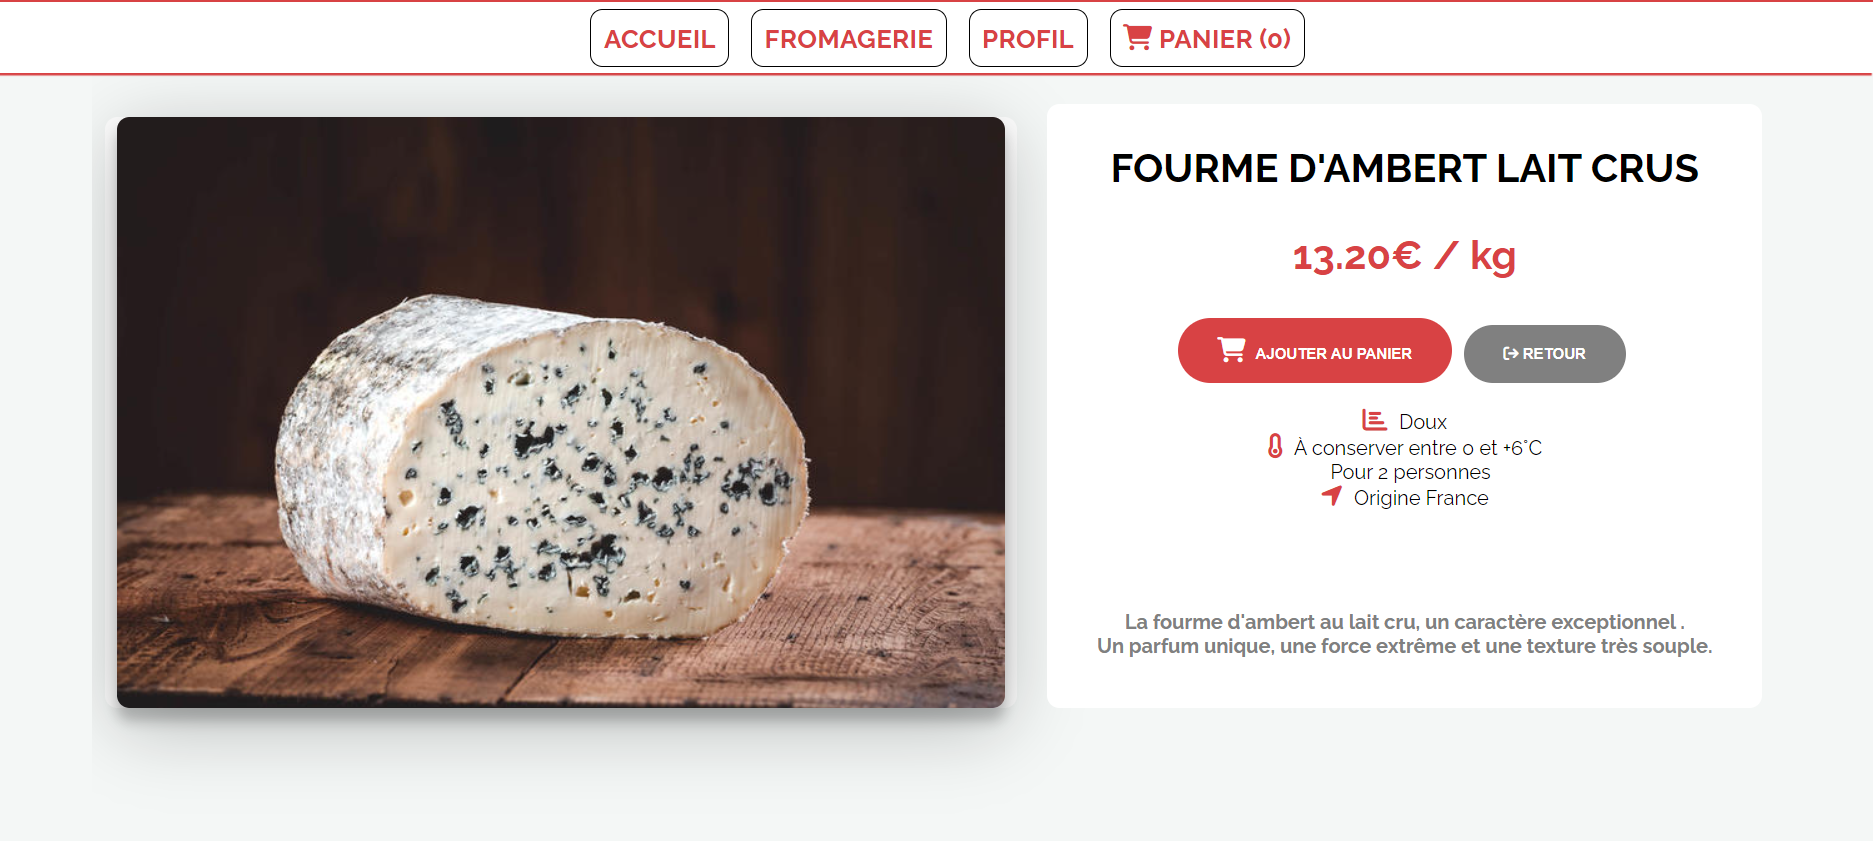 ACCUEIL FROMAGERIE PROFIL PANIER (0)
FOURME D'AMBERT LAIT CRUS
13.20€ / kg
AJOUTER AU PANIER RETOUR
Doux
À conserver entre 0 et +6°C
Pour 2 personnes
Origine France
La fourme d'ambert au lait cru, un caractère exceptionnel .
Un parfum unique, une force extrême et une texture très souple.